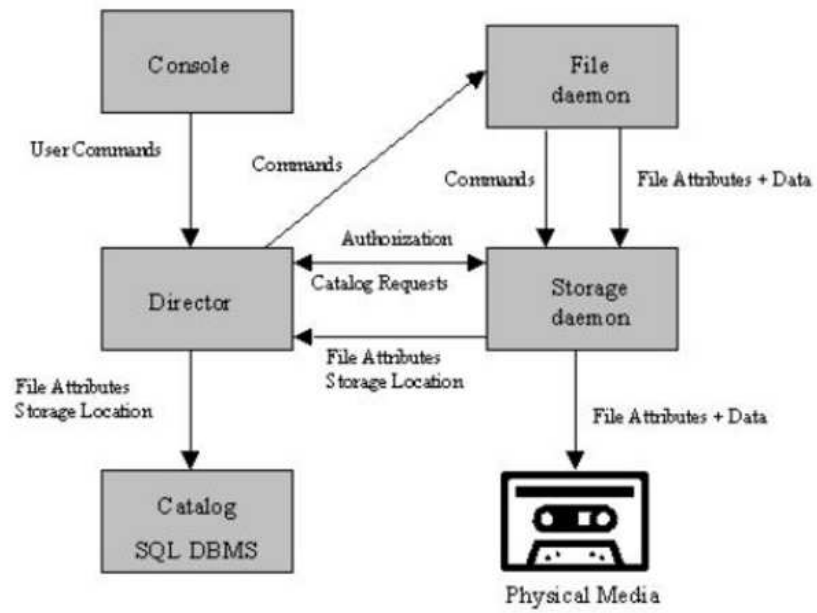 Console
File
daemon
User Commands
Commands
Commands
File Attributes + Data
Authorization
Catalog Requests
Director
Storage
daemon
File Attributes
Storage Location
File Attributes
Storage Location
File Attributes + Data
Catalog
SQL DBMS
Physical Media